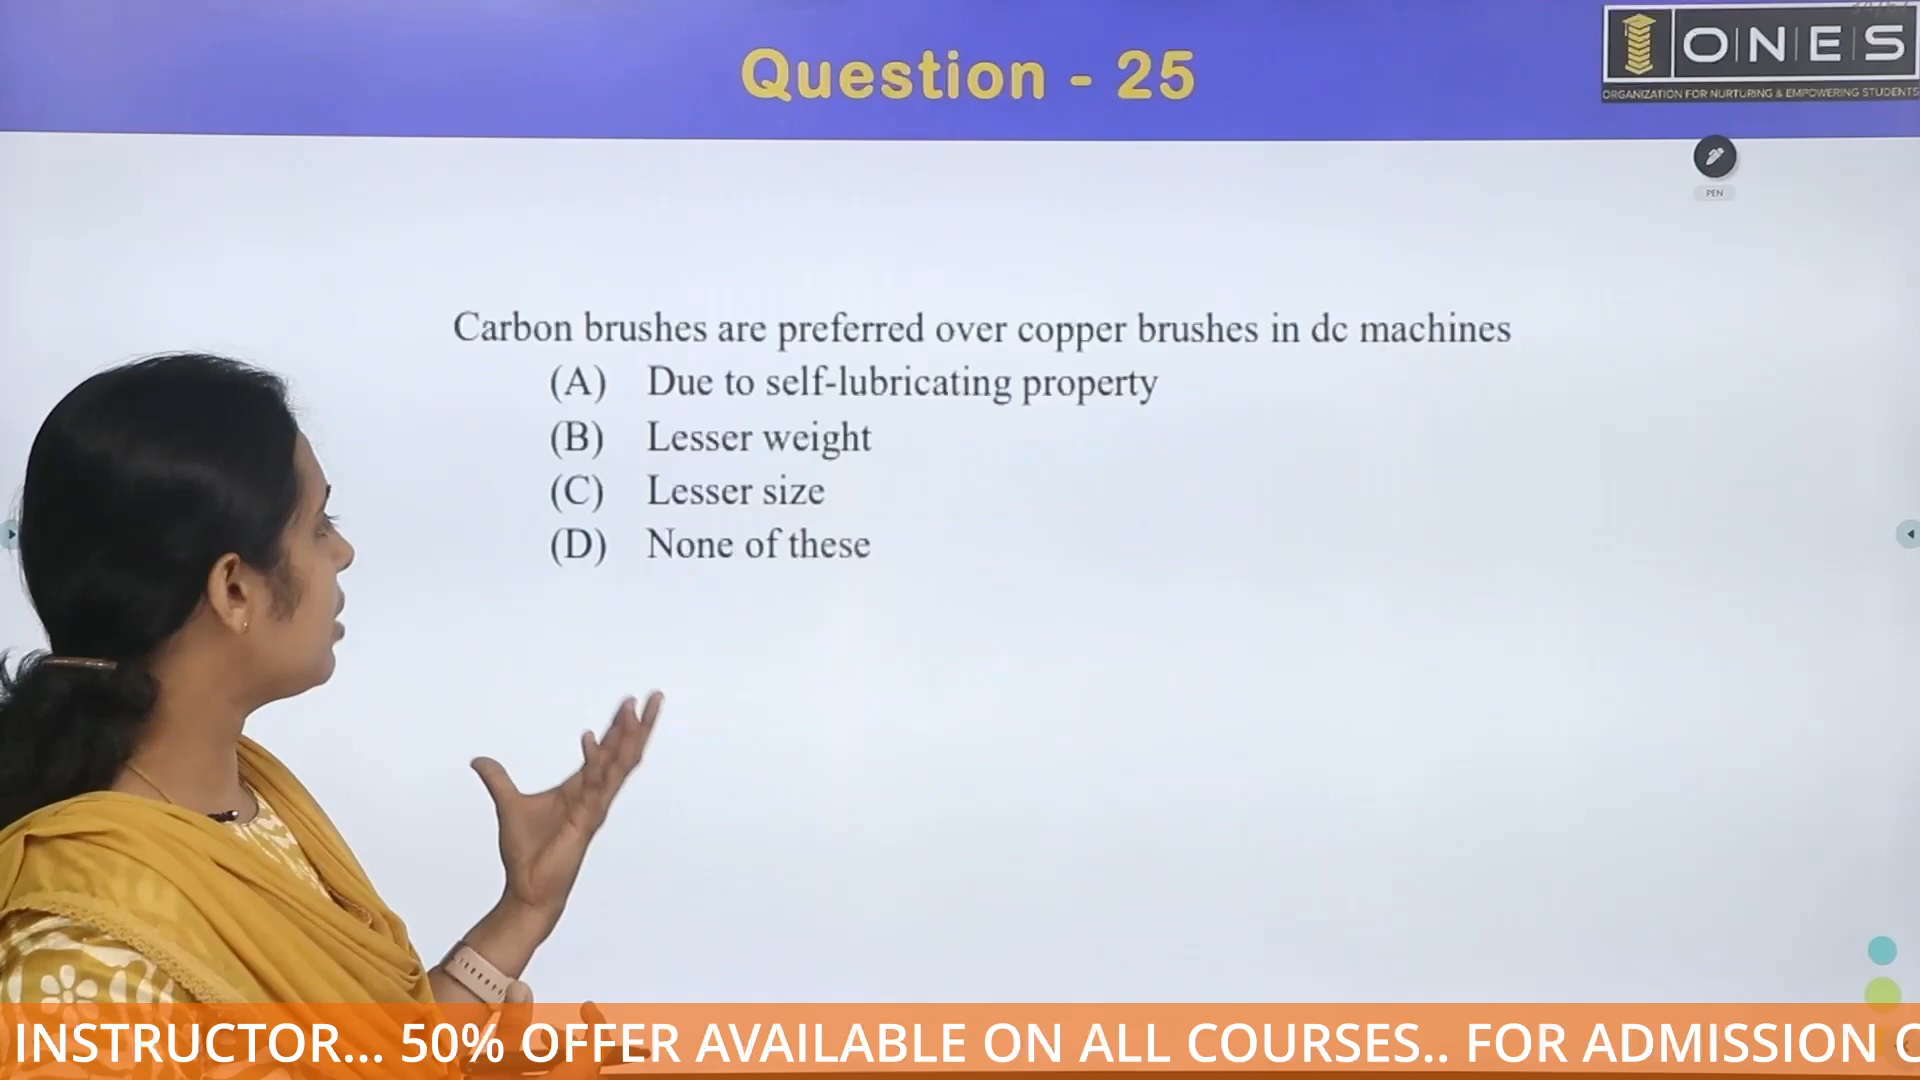 Question - 25
O|N|E|S
ORGANIZATION FOR NURTURING & EMPOWERING STUDENTS
PEN
Carbon brushes are preferred over copper brushes in dc machines
(A) Due to self-lubricating property
(B) Lesser weight
(C) Lesser size
(D) None of these
INSTRUCTOR... 50% OFFER AVAILABLE ON ALL COURSES.. FOR ADMISSION